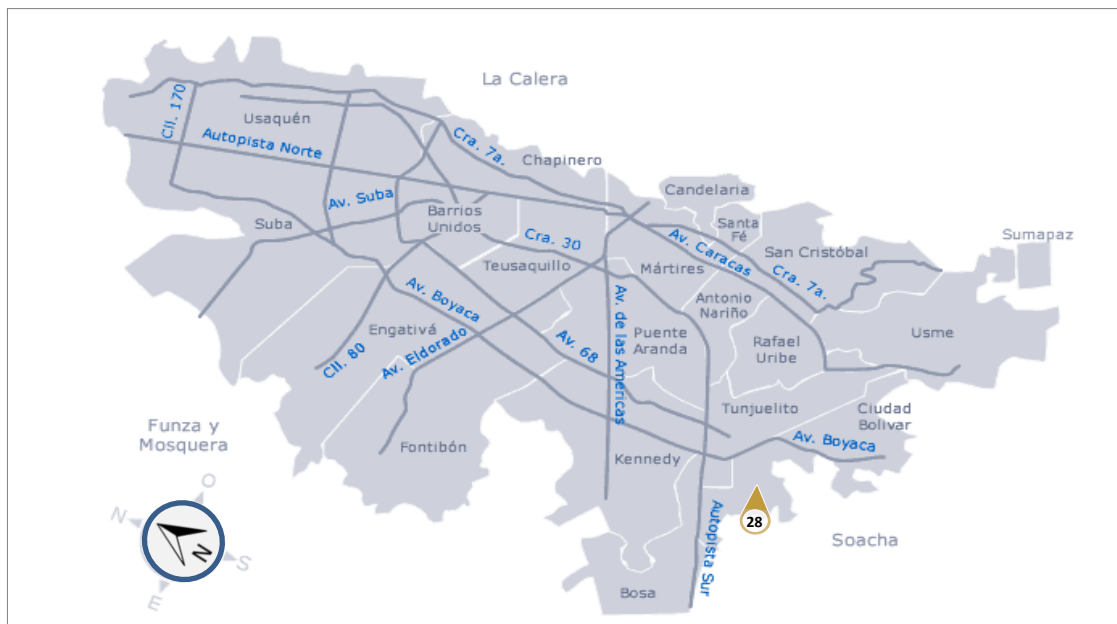 La Calera
Cll. 170
Usaquén
Autopista Norte
Cra. 7a.
Chapinero
Candelaria
Av. Suba
Suba
Barrios
Unidos
Santa
Fé
Sumapaz
Cra. 30
San Cristóbal
Av. Caracas
Teusaquillo
Mártires
Cra. 7a.
Av. Boyaca
Antonio
Nariño
Engativá
Av. Eldorado
Cll. 80
Av. 68
Av. de las Americas
Puente
Aranda
Rafael
Uribe
Usme
Tunjuelito
Ciudad
Bolivar
Funza y
Mosquera
Fontibón
Av. Boyaca
Kennedy
O
N
N
S
E
Autopista Sur
28
Soacha
Bosa